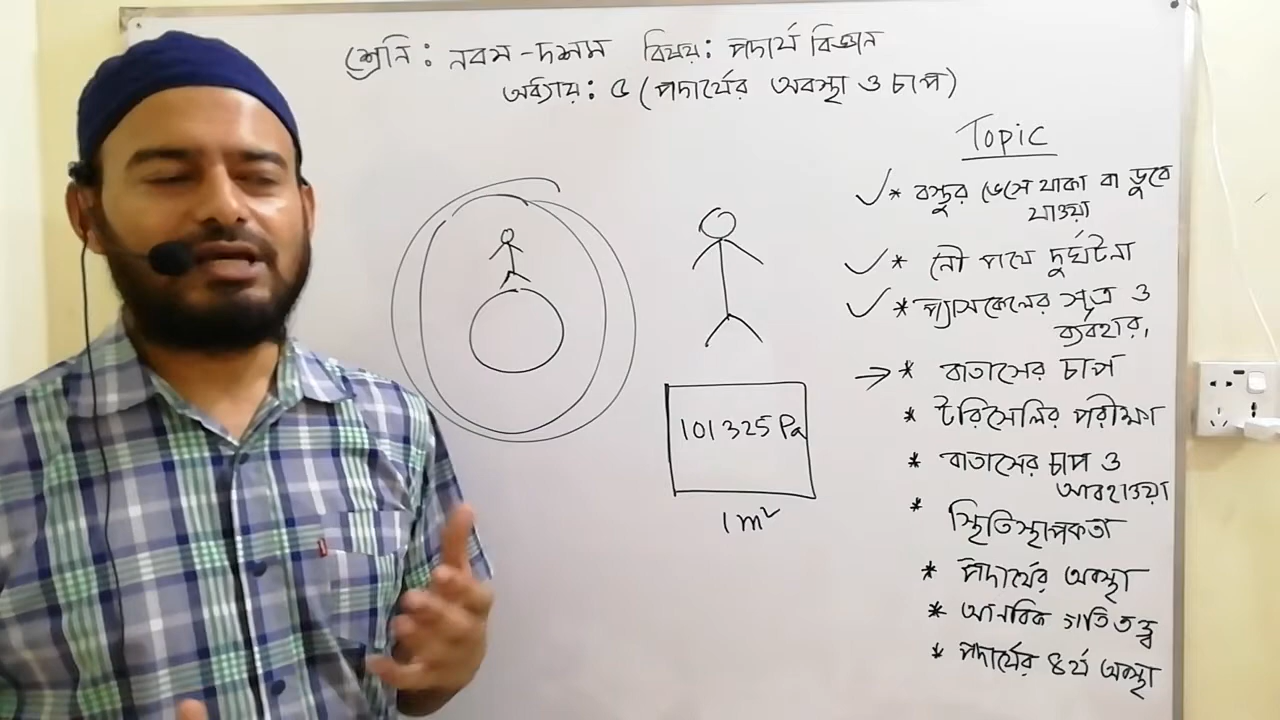 শ্রেনি : নবম - দশম বিষয় : পদার্থ বিজ্ঞান
অধ্যায় : ৫ (পদার্থের অবস্থা ও চাপ)
Topic
* বস্তুর ভেসে থাকা বা ডুবে
যাওয়া
* নৌ পথে দুর্ঘটনা
* প্যাসকেলের সূত্র ও
ব্যবহার,
→ * বাতাসের চাপ
* টরিসেলির পরীক্ষা
* বাতাসের চাপ ও
আবহাওয়া
* স্থিতিস্থাপকতা
* পদার্থের অবস্থা
* আনবিক গতিতত্ত্ব
* পদার্থের ৪র্থ অবস্থা
101325 Pa
1 m²